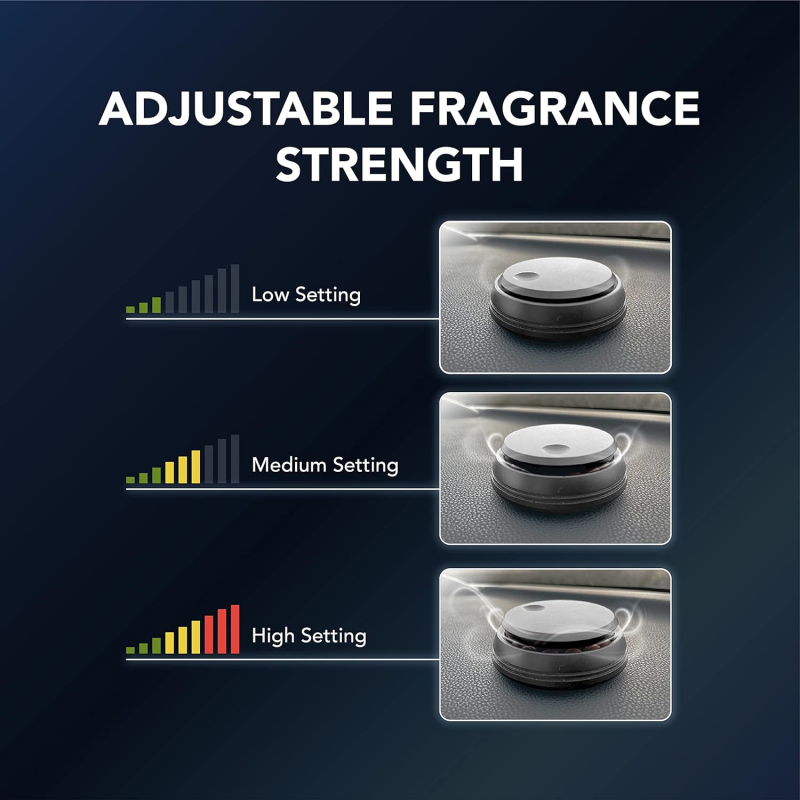 ADJUSTABLE FRAGRANCE
STRENGTH
Low Setting
Medium Setting
High Setting